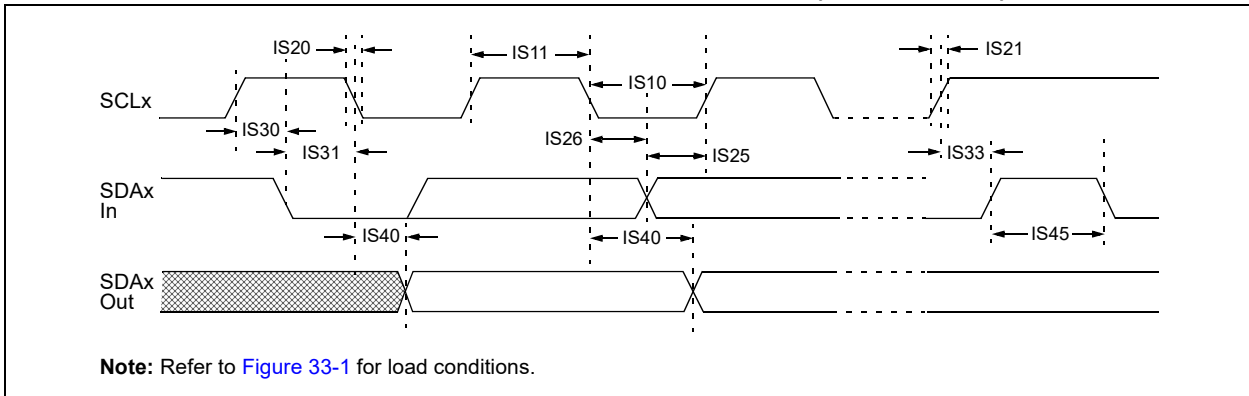 IS20
IS11
IS21
IS10
SCLx
IS30
IS26
IS31
IS25
IS33
SDAx
In
IS40
IS40
IS45
SDAx
Out
Note: Refer to Figure 33-1 for load conditions.